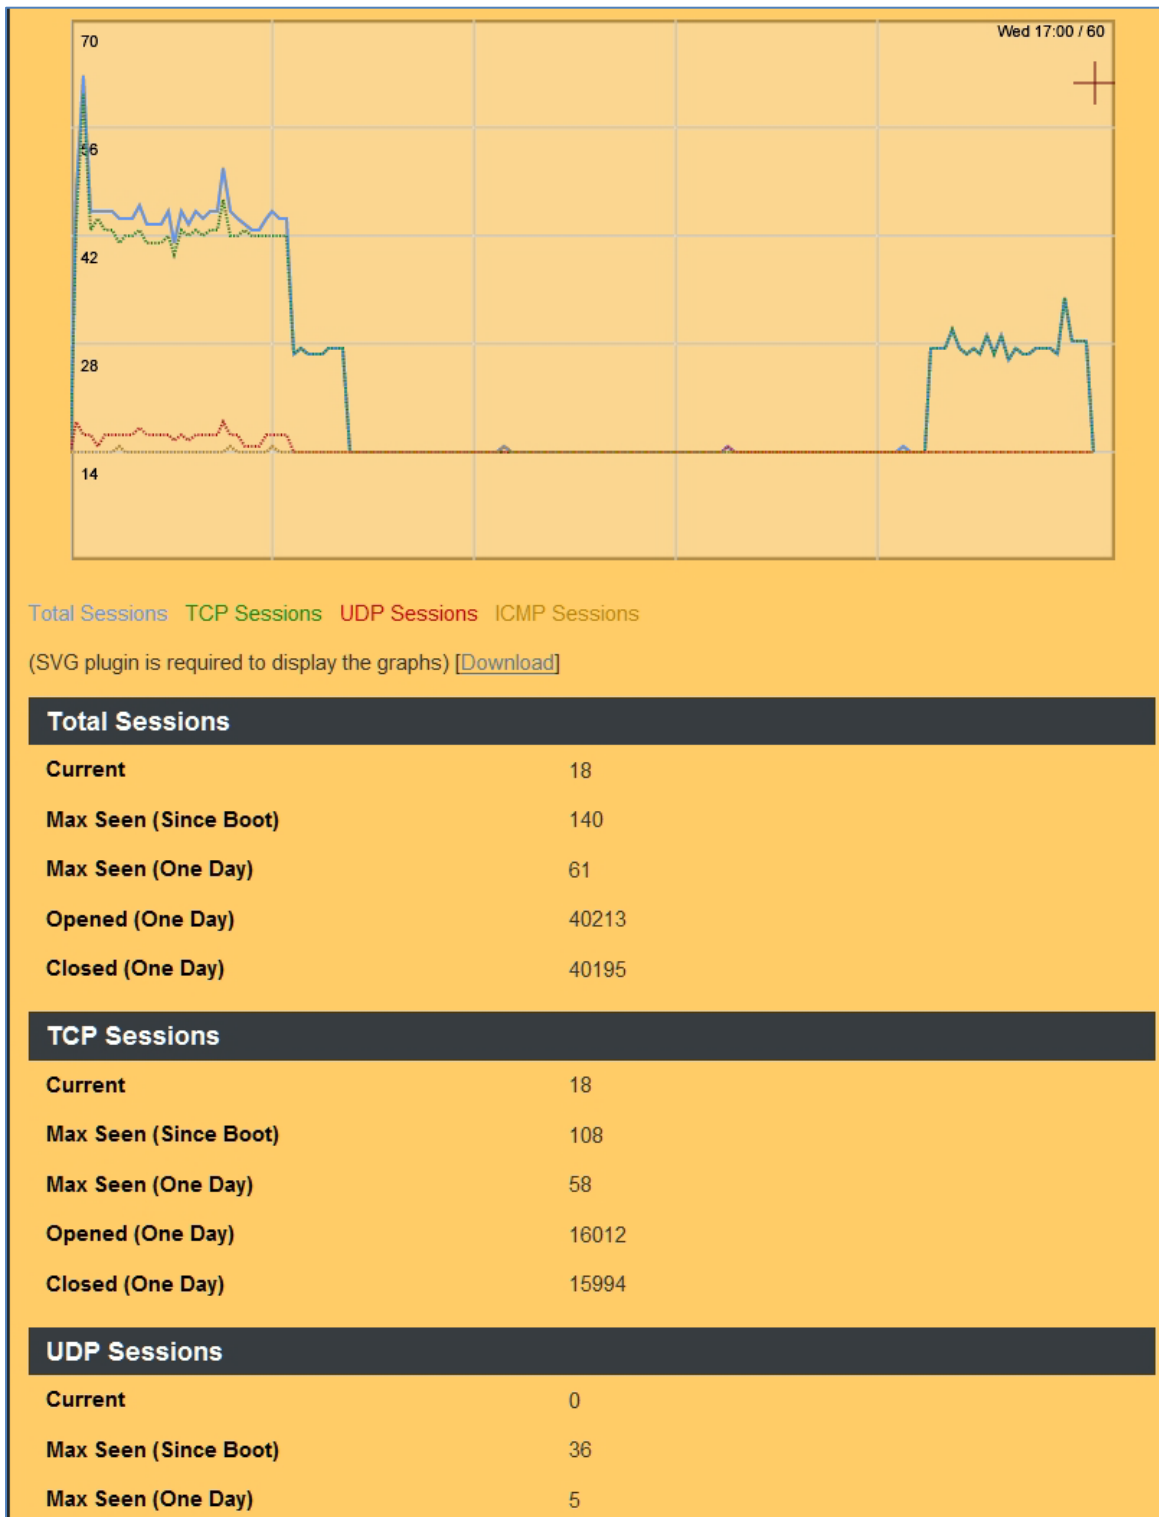 70
Wed 17:00 / 60
56
42
28
14
Total Sessions TCP Sessions UDP Sessions ICMP Sessions
(SVG plugin is required to display the graphs) [Download]
Total Sessions
Current 18
Max Seen (Since Boot) 140
Max Seen (One Day) 61
Opened (One Day) 40213
Closed (One Day) 40195
TCP Sessions
Current 18
Max Seen (Since Boot) 108
Max Seen (One Day) 58
Opened (One Day) 16012
Closed (One Day) 15994
UDP Sessions
Current 0
Max Seen (Since Boot) 36
Max Seen (One Day) 5